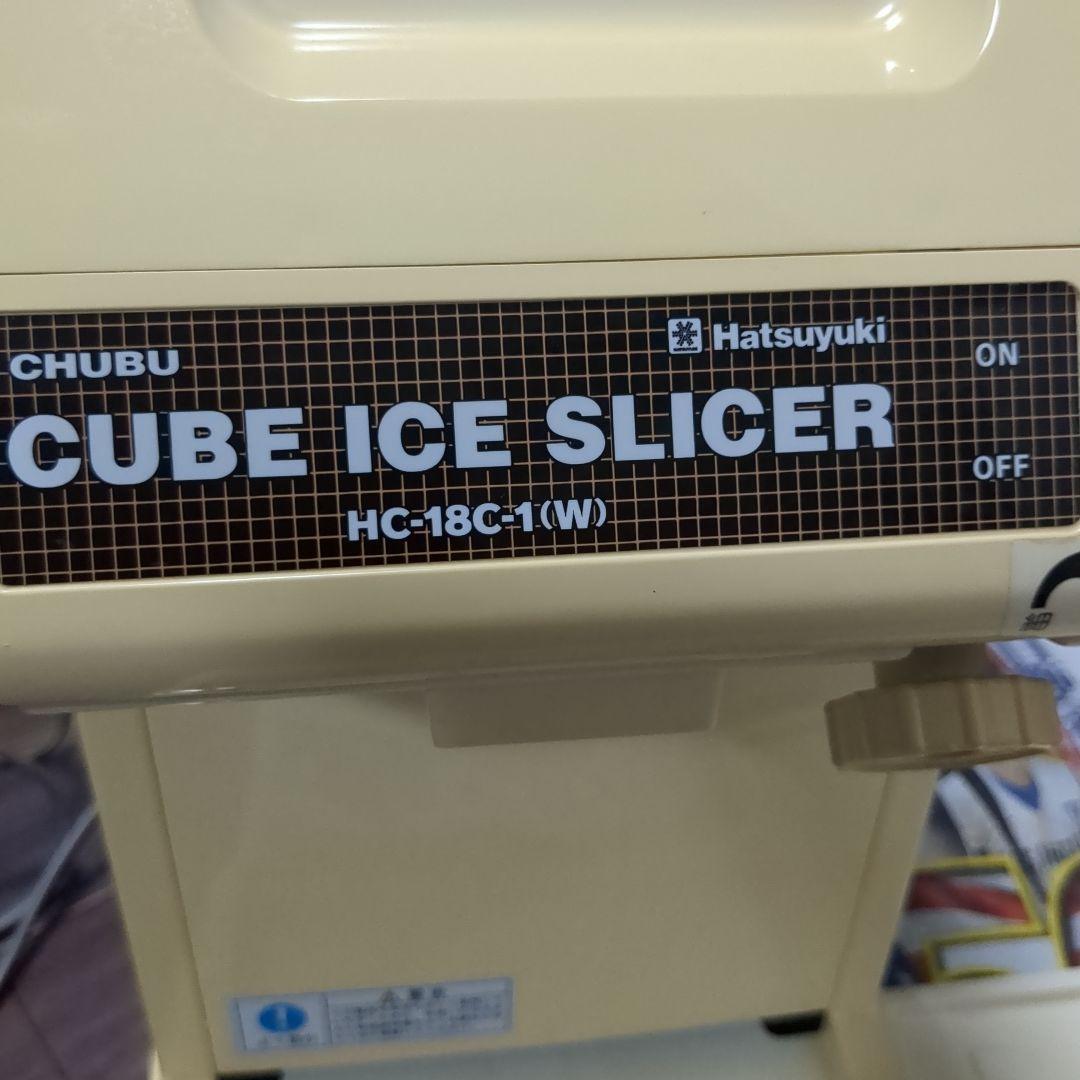 CHUBU
Hatsuyuki
ON
CUBE ICE SLICER
OFF
HC-18C-1(W)
細